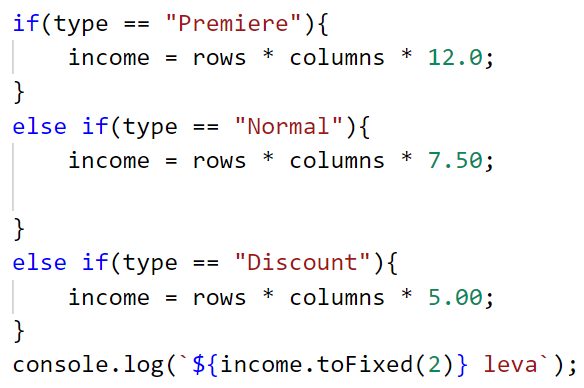 if(type == "Premiere"){
    income = rows * columns * 12.0;
}
else if(type == "Normal"){
    income = rows * columns * 7.50;

}
else if(type == "Discount"){
    income = rows * columns * 5.00;
}
console.log(`${income.toFixed(2)} leva`);